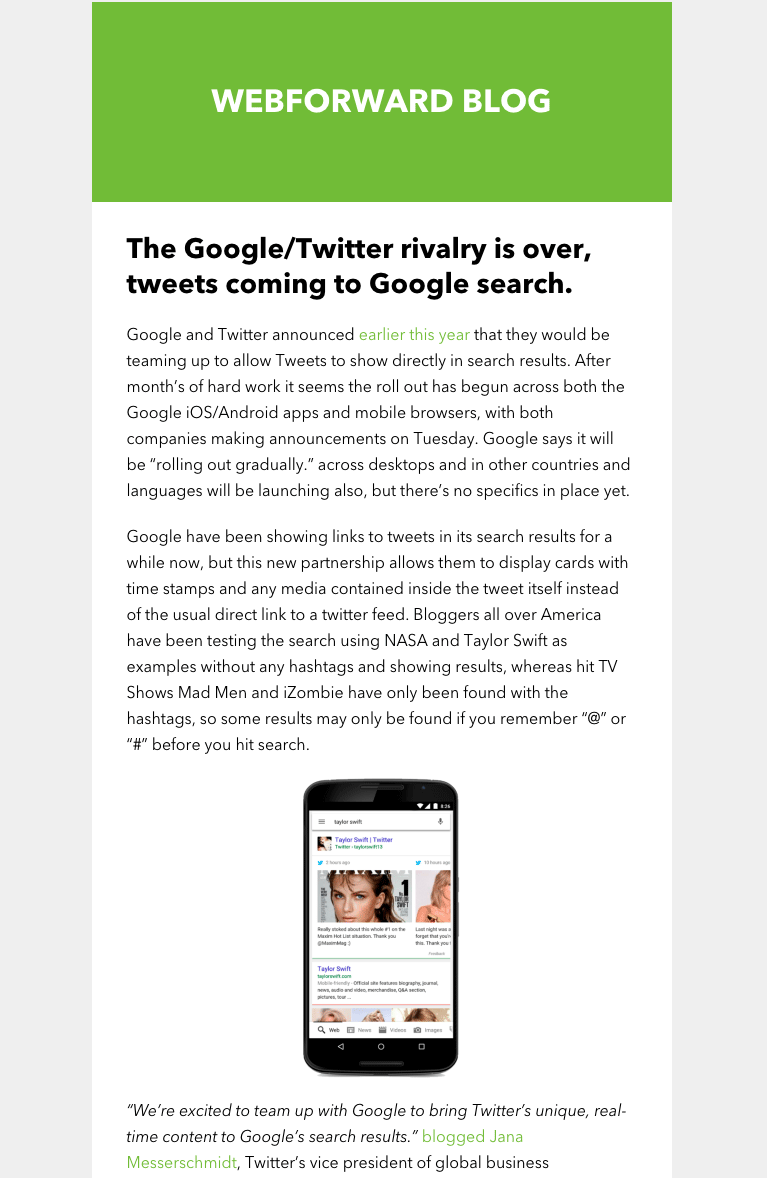 WEBFORWARD BLOG
The Google/Twitter rivalry is over,
tweets coming to Google search.
Google and Twitter announced earlier this year that they would be
teaming up to allow Tweets to show directly in search results. After
month's of hard work it seems the roll out has begun across both the
Google iOS/Android apps and mobile browsers, with both
companies making announcements on Tuesday. Google says it will
be “rolling out gradually.” across desktops and in other countries and
languages will be launching also, but there's no specifics in place yet.
Google have been showing links to tweets in its search results for a
while now, but this new partnership allows them to display cards with
time stamps and any media contained inside the tweet itself instead
of the usual direct link to a twitter feed. Bloggers all over America
have been testing the search using NASA and Taylor Swift as
examples without any hashtags and showing results, whereas hit TV
Shows Mad Men and iZombie have only been found with the
hashtags, so some results may only be found if you remember “@” or
“#” before you hit search.
8:26
taylor swift
Taylor Swift | Twitter
Twitter › taylorswift13
2 hours ago
10 hours ago
MAXIM
#1
TAYLOR
SWIFT
Really stoked about this whole #1 on the
Maxim Hot List situation. Thank you
@MaximMag :)
Last night was
forget that you'r
this. Thank you
Feedback
Taylor Swift
taylorswift.com
Mobile-friendly - Official site features biography, journal,
news, audio and video, merchandise, Q&A section,
pictures, tour ...
Web News Videos Images
“We're excited to team up with Google to bring Twitter's unique, real-
time content to Google's search results.” blogged Jana
Messerschmidt, Twitter's vice president of global business